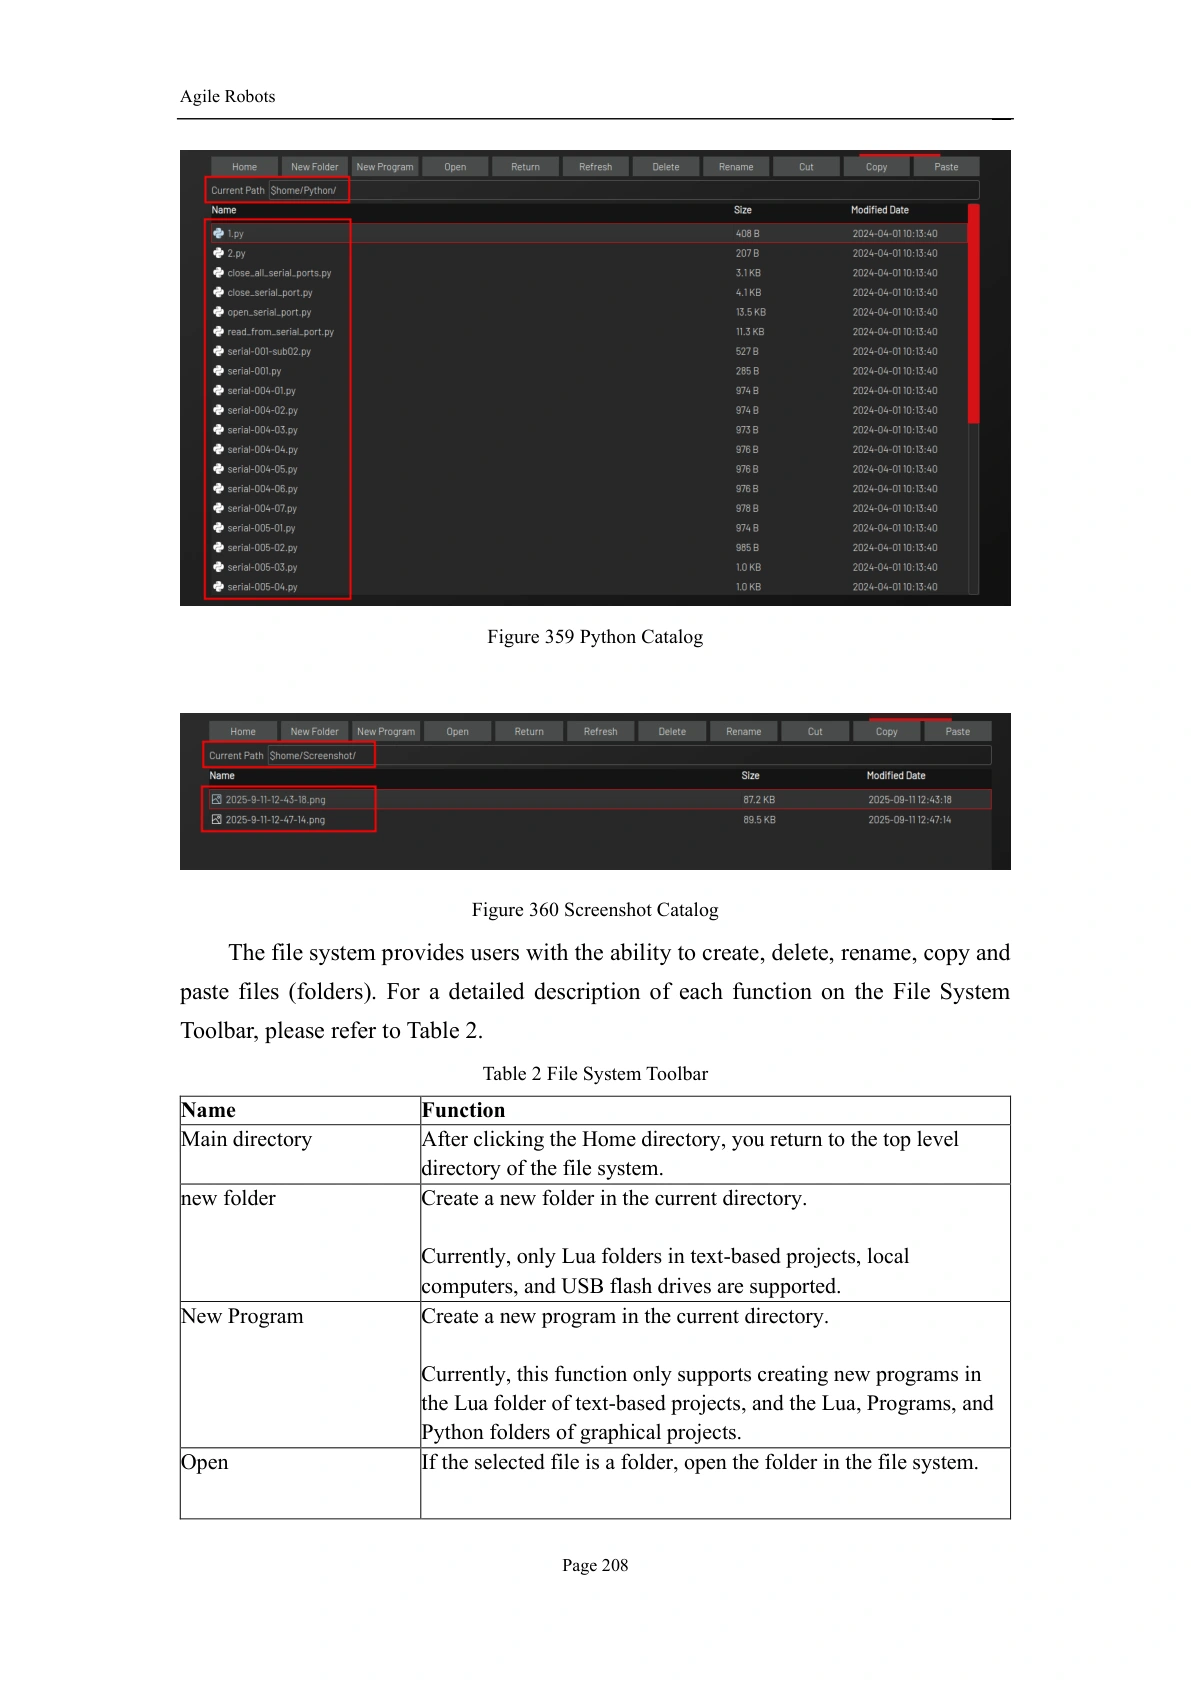 Agile Robots
Home New Folder New Program Open Return Refresh Delete Rename Cut Copy Paste
Current Path $home/Python/
Name Size Modified Date
1.py 408 B 2024-04-01 10:13:40
2.py 207 B 2024-04-01 10:13:40
close_all_serial_ports.py 3.1 KB 2024-04-01 10:13:40
close_serial_port.py 4.1 KB 2024-04-01 10:13:40
open_serial_port.py 13.5 KB 2024-04-01 10:13:40
read_from_serial_port.py 11.3 KB 2024-04-01 10:13:40
serial-001-sub02.py 527 B 2024-04-01 10:13:40
serial-001.py 285 B 2024-04-01 10:13:40
serial-004-01.py 974 B 2024-04-01 10:13:40
serial-004-02.py 974 B 2024-04-01 10:13:40
serial-004-03.py 973 B 2024-04-01 10:13:40
serial-004-04.py 976 B 2024-04-01 10:13:40
serial-004-05.py 976 B 2024-04-01 10:13:40
serial-004-06.py 976 B 2024-04-01 10:13:40
serial-004-07.py 978 B 2024-04-01 10:13:40
serial-005-01.py 974 B 2024-04-01 10:13:40
serial-005-02.py 985 B 2024-04-01 10:13:40
serial-005-03.py 1.0 KB 2024-04-01 10:13:40
serial-005-04.py 1.0 KB 2024-04-01 10:13:40
Figure 359 Python Catalog
Home New Folder New Program Open Return Refresh Delete Rename Cut Copy Paste
Current Path $home/Screenshot/
Name Size Modified Date
2025-9-11-12-43-18.png 87.2 KB 2025-09-11 12:43:18
2025-9-11-12-47-14.png 89.5 KB 2025-09-11 12:47:14
Figure 360 Screenshot Catalog
The file system provides users with the ability to create, delete, rename, copy and
paste files (folders). For a detailed description of each function on the File System
Toolbar, please refer to Table 2.
Table 2 File System Toolbar
Name Function
Main directory After clicking the Home directory, you return to the top level
directory of the file system.
new folder Create a new folder in the current directory.
Currently, only Lua folders in text-based projects, local
computers, and USB flash drives are supported.
New Program Create a new program in the current directory.
Currently, this function only supports creating new programs in
the Lua folder of text-based projects, and the Lua, Programs, and
Python folders of graphical projects.
Open If the selected file is a folder, open the folder in the file system.
Page 208